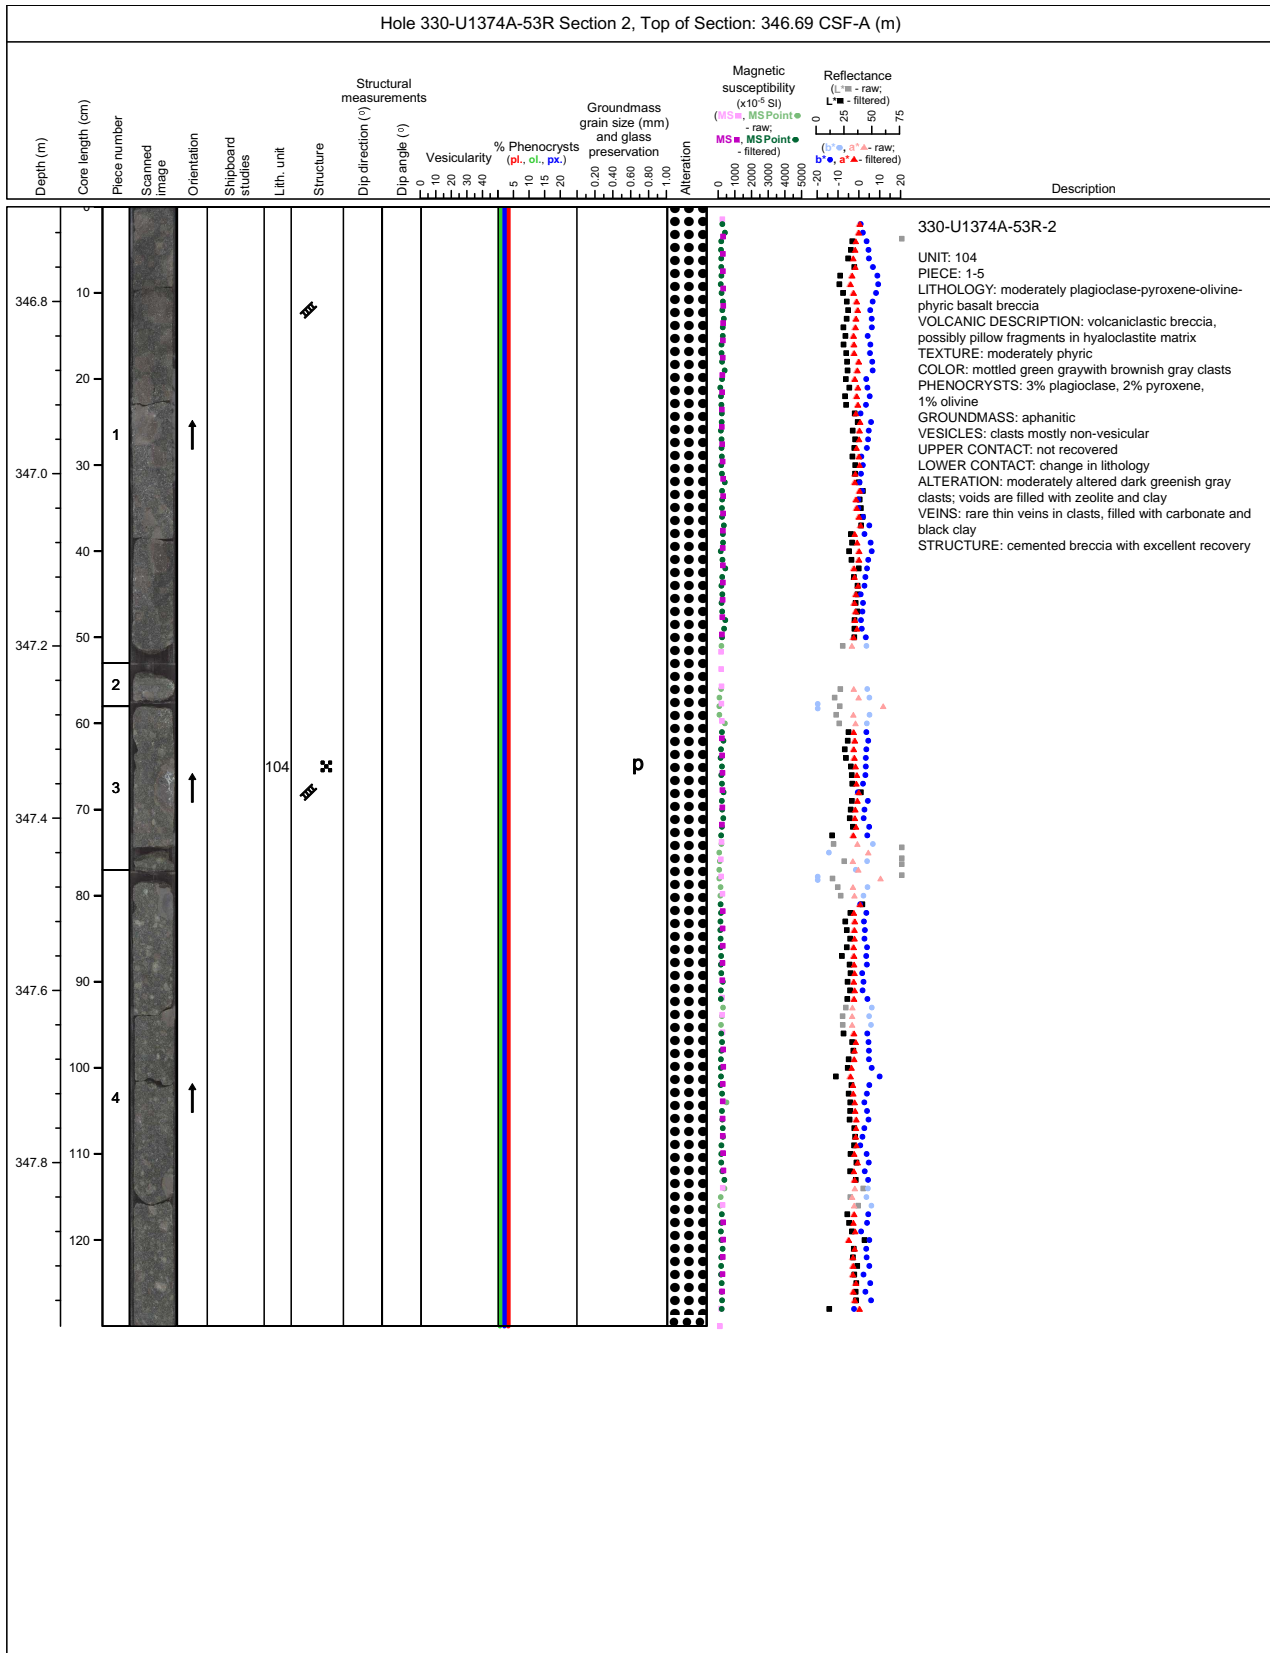 Hole 330-U1374A-53R Section 2, Top of Section: 346.69 CSF-A (m)
Depth (m)
Core length (cm)
Piece number
Scanned
image
Orientation
Shipboard
studies
Lith. unit
Structure
Structural
measurements
Dip direction (°)
Dip angle (°)
Vesicularity
0 10 20 30 40
% Phenocrysts
(pl., ol., px.)
5 10 15 20
Groundmass
grain size (mm)
and glass
preservation
0.20 0.40 0.60 0.80 1.00
Alteration
Magnetic
susceptibility
(x10-5 SI)
(MS■, MSPoint●
- raw;
MS■, MSPoint●
- filtered)
0 1000 2000 3000 4000 5000
Reflectance
(L*■ - raw;
L*■ - filtered)
0 25 50 75
(b*●, a*▲- raw;
b*●, a*▲- filtered)
-20 -10 0 10 20
Description
0
346.8
10
20
1
347.0
30
40
50
347.2
2
60
104
p
3
347.4
70
80
347.6
90
100
4
110
347.8
120
330-U1374A-53R-2
UNIT: 104
PIECE: 1-5
LITHOLOGY: moderately plagioclase-pyroxene-olivine-
phyric basalt breccia
VOLCANIC DESCRIPTION: volcaniclastic breccia,
possibly pillow fragments in hyaloclastite matrix
TEXTURE: moderately phyric
COLOR: mottled green graywith brownish gray clasts
PHENOCRYSTS: 3% plagioclase, 2% pyroxene,
1% olivine
GROUNDMASS: aphanitic
VESICLES: clasts mostly non-vesicular
UPPER CONTACT: not recovered
LOWER CONTACT: change in lithology
ALTERATION: moderately altered dark greenish gray
clasts; voids are filled with zeolite and clay
VEINS: rare thin veins in clasts, filled with carbonate and
black clay
STRUCTURE: cemented breccia with excellent recovery